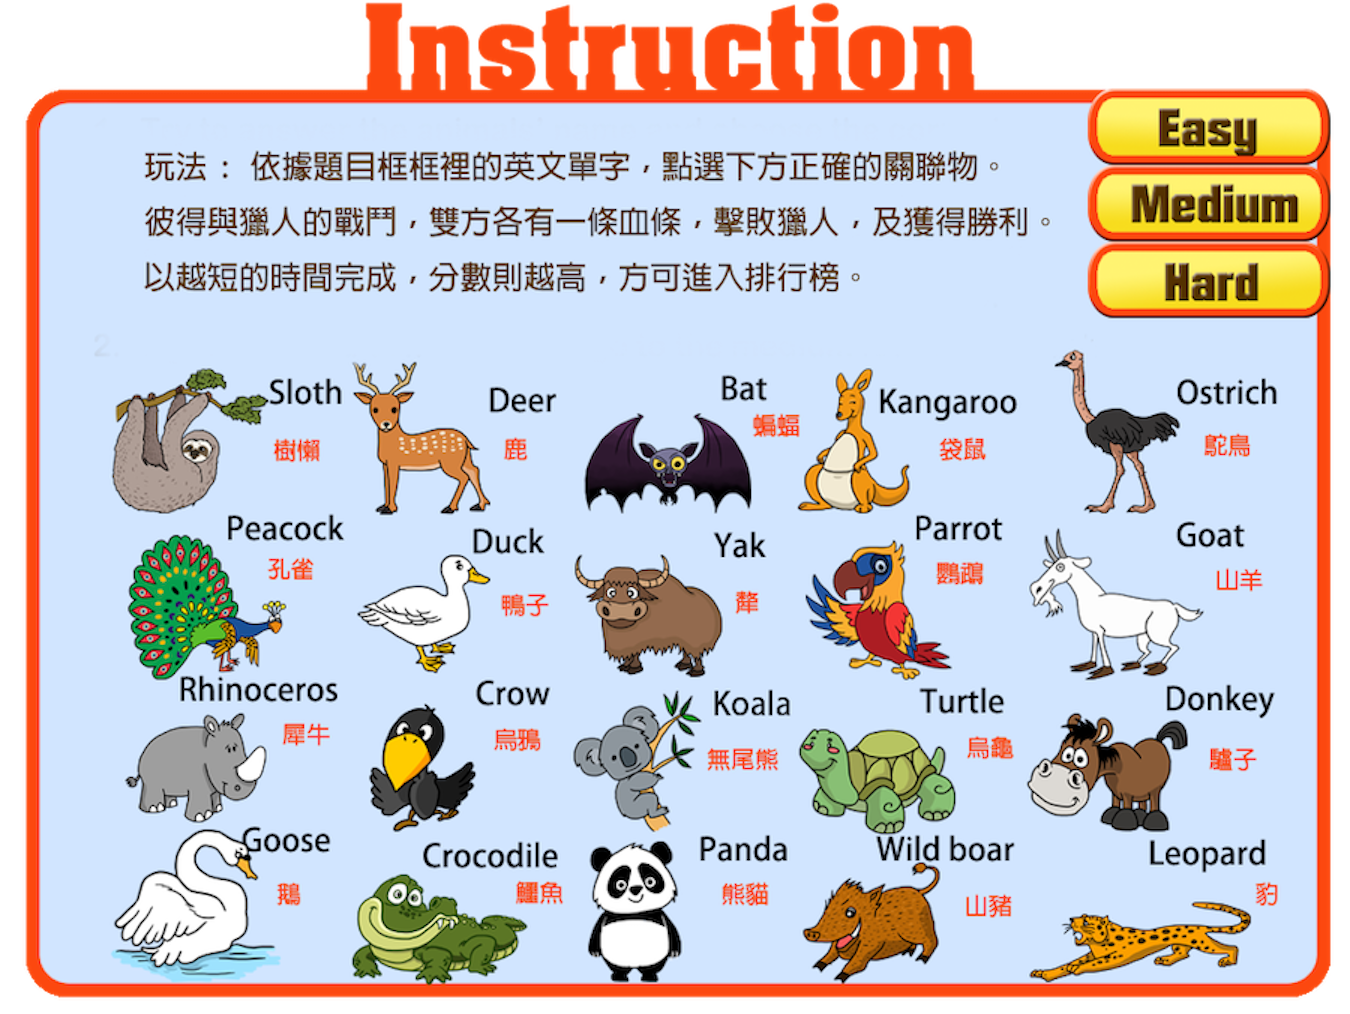 Instruction
Easy
Medium
Hard
玩法： 依據題目框框裡的英文單字，點選下方正確的關聯物。
彼得與獵人的戰鬥，雙方各有一條血條，擊敗獵人，及獲得勝利。
以越短的時間完成，分數則越高，方可進入排行榜。
2.
Sloth
樹懶
Deer
鹿
Bat
蝙蝠
Kangaroo
袋鼠
Ostrich
鴕鳥
Peacock
孔雀
Duck
鴨子
Yak
犛
Parrot
鸚鵡
Goat
山羊
Rhinoceros
犀牛
Crow
烏鴉
Koala
無尾熊
Turtle
烏龜
Donkey
驢子
Goose
鵝
Crocodile
鱷魚
Panda
熊貓
Wild boar
山豬
Leopard
豹